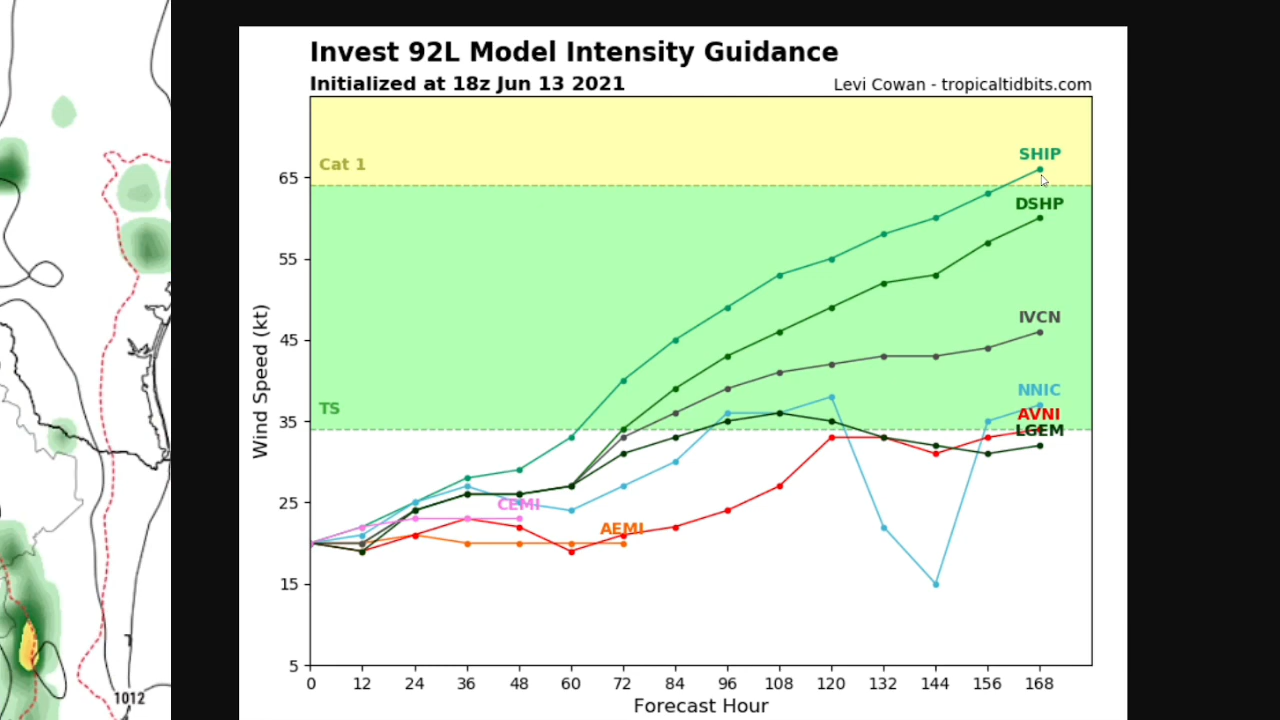 Invest 92L Model Intensity Guidance
Initialized at 18z Jun 13 2021
Levi Cowan - tropicaltidbits.com
Cat 1
SHIP
65
DSHP
55
IVCN
45
NNIC
TS
AVNI
35
LGEM
25
CEMI
AEMI
15
5
Wind Speed (kt)
0 12 24 36 48 60 72 84 96 108 120 132 144 156 168
Forecast Hour
1012